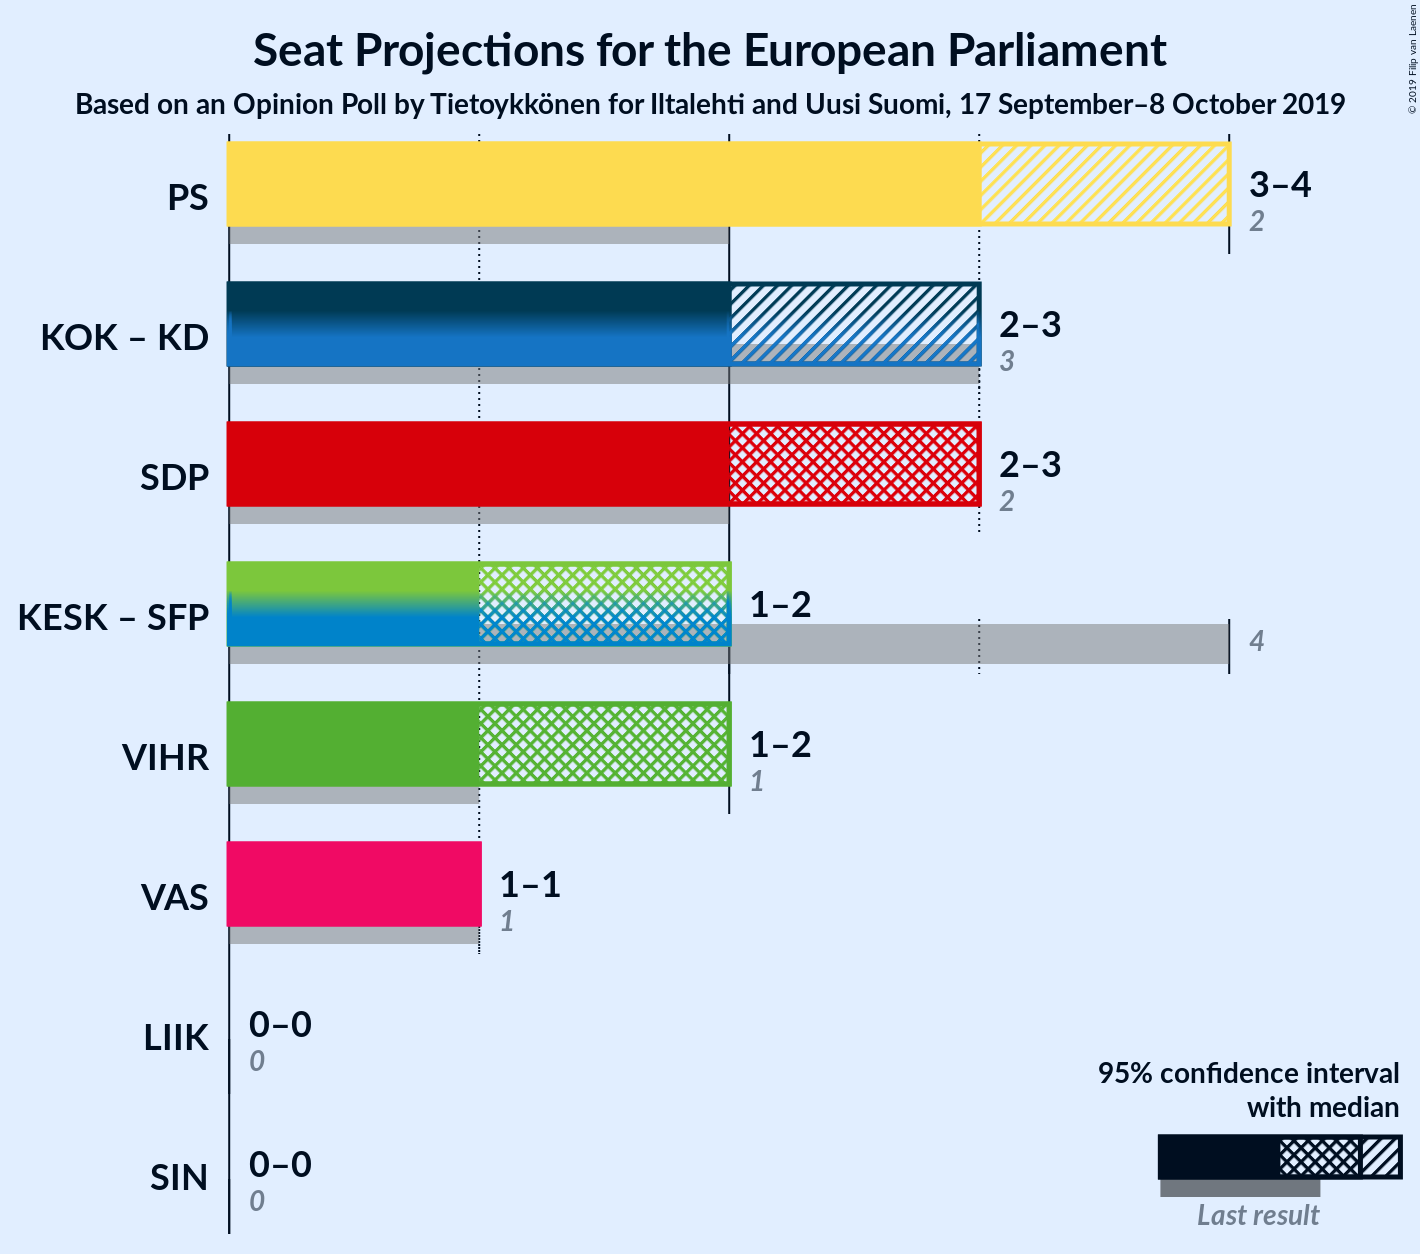 Seat Projections for the European Parliament
Based on an Opinion Poll by Tietoykkönen for Iltalehti and Uusi Suomi, 17 September–8 October 2019
© 2019 Filip van Laenen
PS
3–4
2
KOK – KD
2–3
3
SDP
2–3
2
KESK – SFP
1–2
4
VIHR
1–2
1
VAS
1–1
1
LIIK
0–0
0
SIN
0–0
0
95% confidence interval
with median
Last result